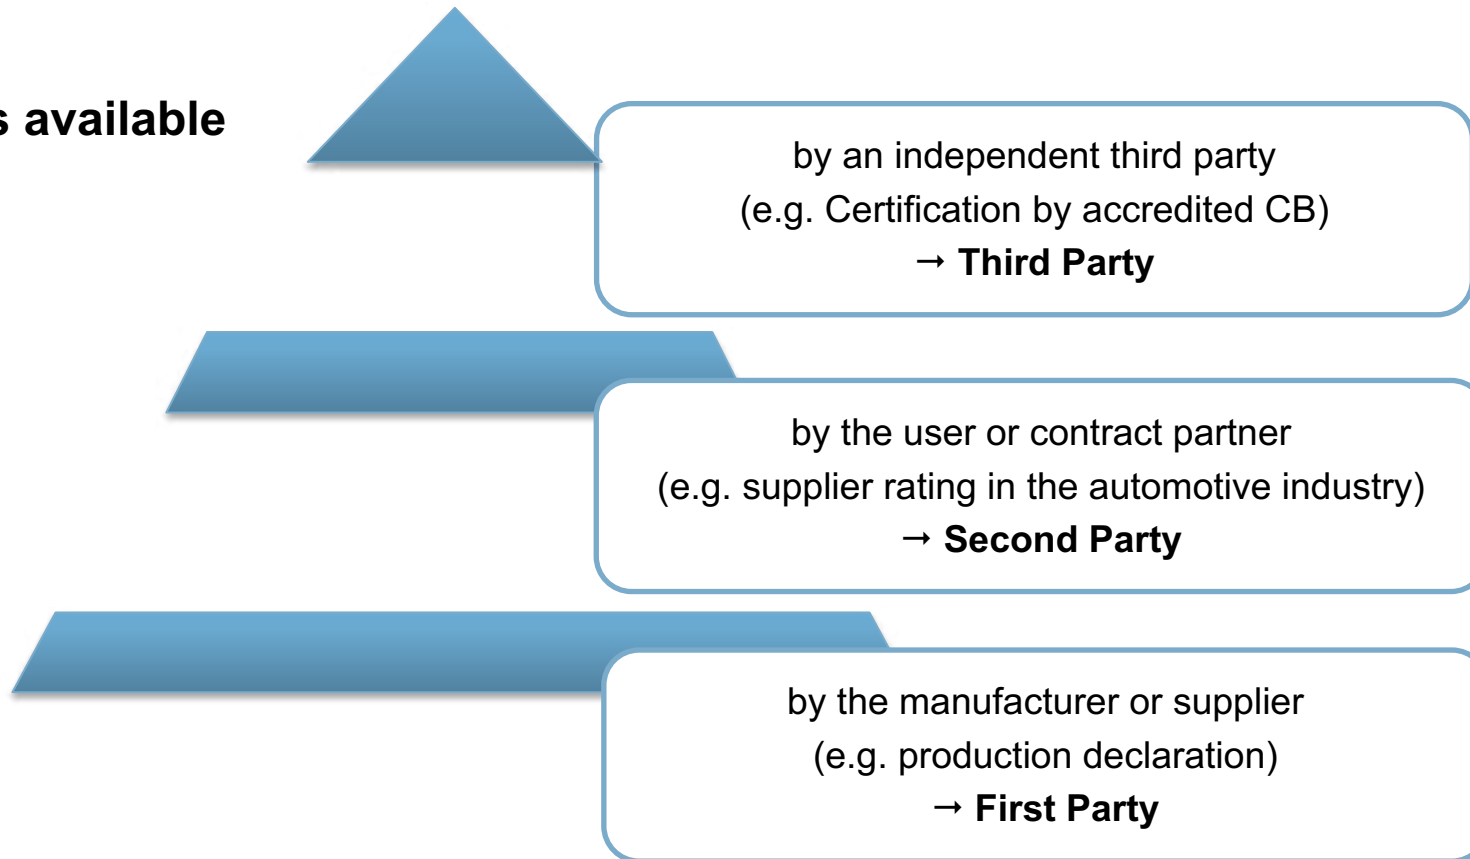 s available
by an independent third party
(e.g. Certification by accredited CB)
→ Third Party
by the user or contract partner
(e.g. supplier rating in the automotive industry)
→ Second Party
by the manufacturer or supplier
(e.g. production declaration)
→ First Party